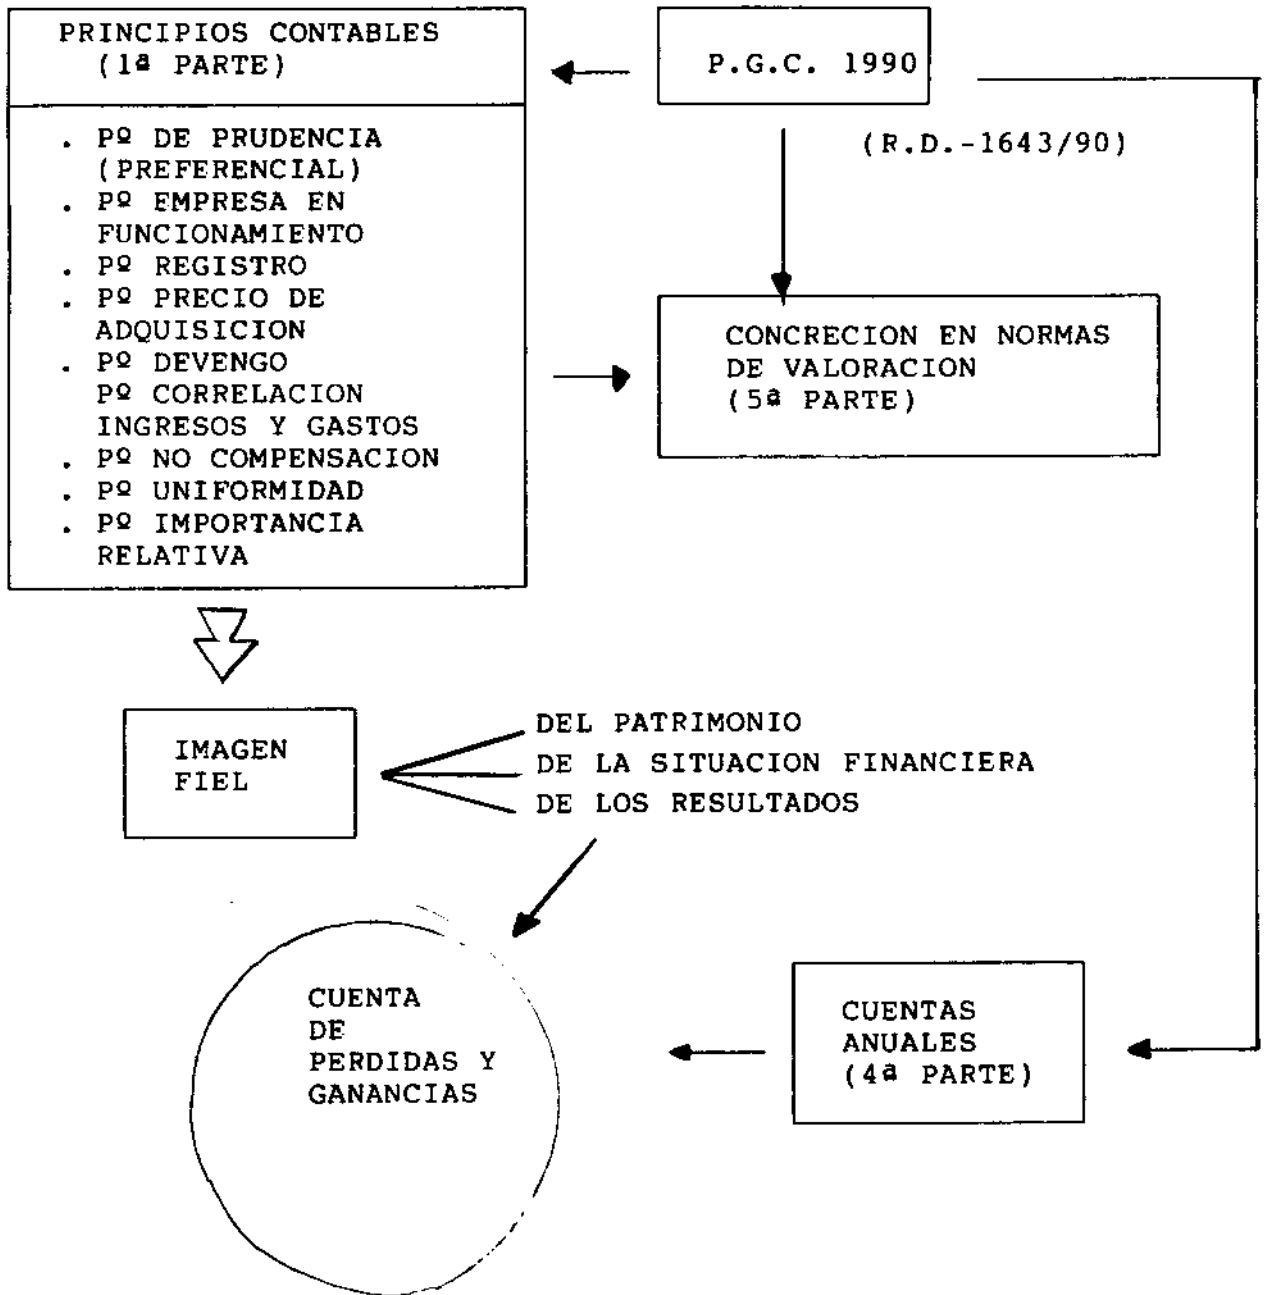 PRINCIPIOS CONTABLES
(1ª PARTE)
. Pº DE PRUDENCIA
(PREFERENCIAL)
. Pº EMPRESA EN
FUNCIONAMIENTO
. Pº REGISTRO
. Pº PRECIO DE
ADQUISICION
. Pº DEVENGO
Pº CORRELACION
INGRESOS Y GASTOS
. Pº NO COMPENSACION
. Pº UNIFORMIDAD
. Pº IMPORTANCIA
RELATIVA
P.G.C. 1990
(R.D.-1643/90)
CONCRECION EN NORMAS
DE VALORACION
(5ª PARTE)
IMAGEN
FIEL
DEL PATRIMONIO
DE LA SITUACION FINANCIERA
DE LOS RESULTADOS
CUENTA
DE
PERDIDAS Y
GANANCIAS
CUENTAS
ANUALES
(4ª PARTE)